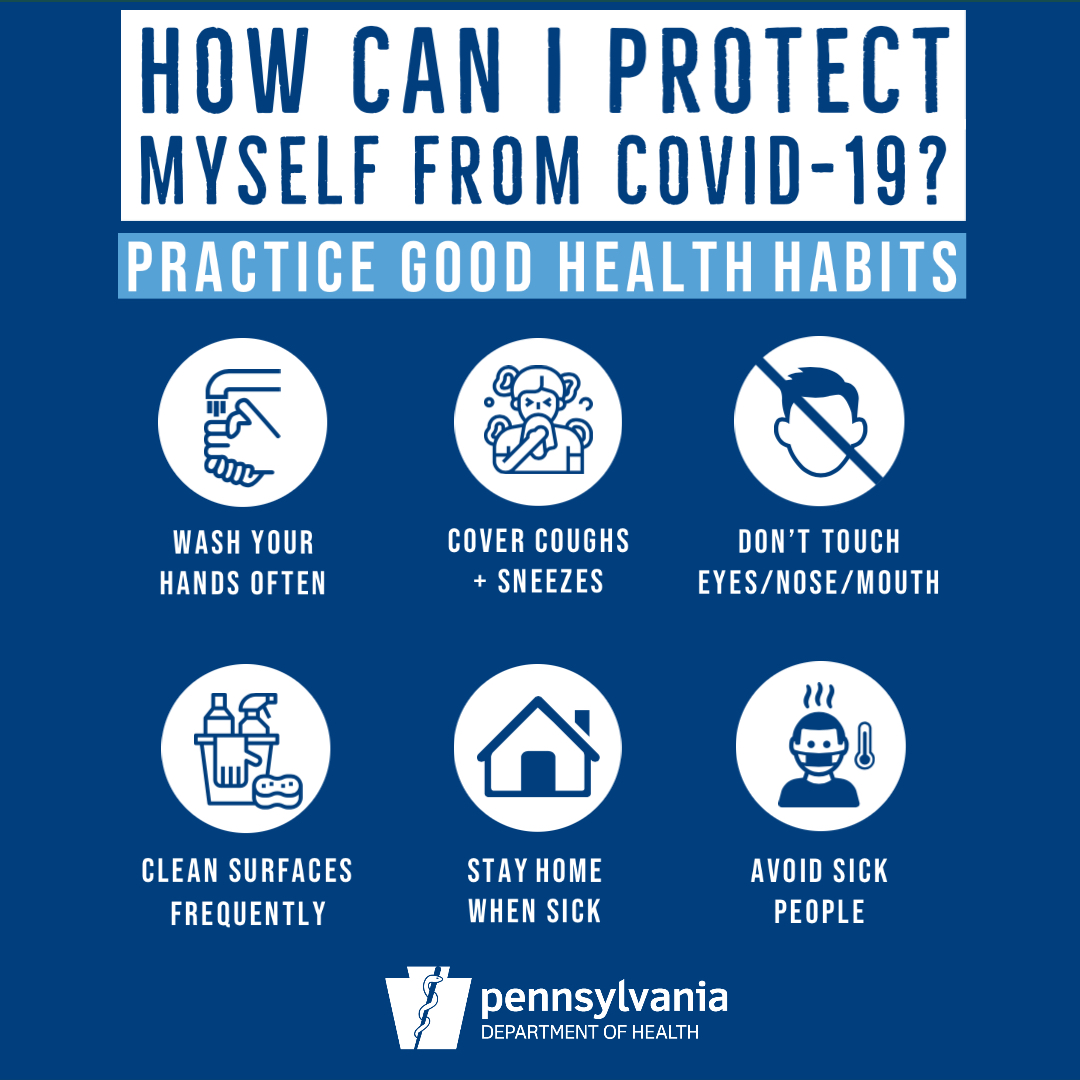 HOW CAN I PROTECT
MYSELF FROM COVID-19?
PRACTICE GOOD HEALTH HABITS
WASH YOUR
HANDS OFTEN
COVER COUGHS
+ SNEEZES
DON'T TOUCH
EYES/NOSE/MOUTH
CLEAN SURFACES
FREQUENTLY
STAY HOME
WHEN SICK
AVOID SICK
PEOPLE
pennsylvania
DEPARTMENT OF HEALTH